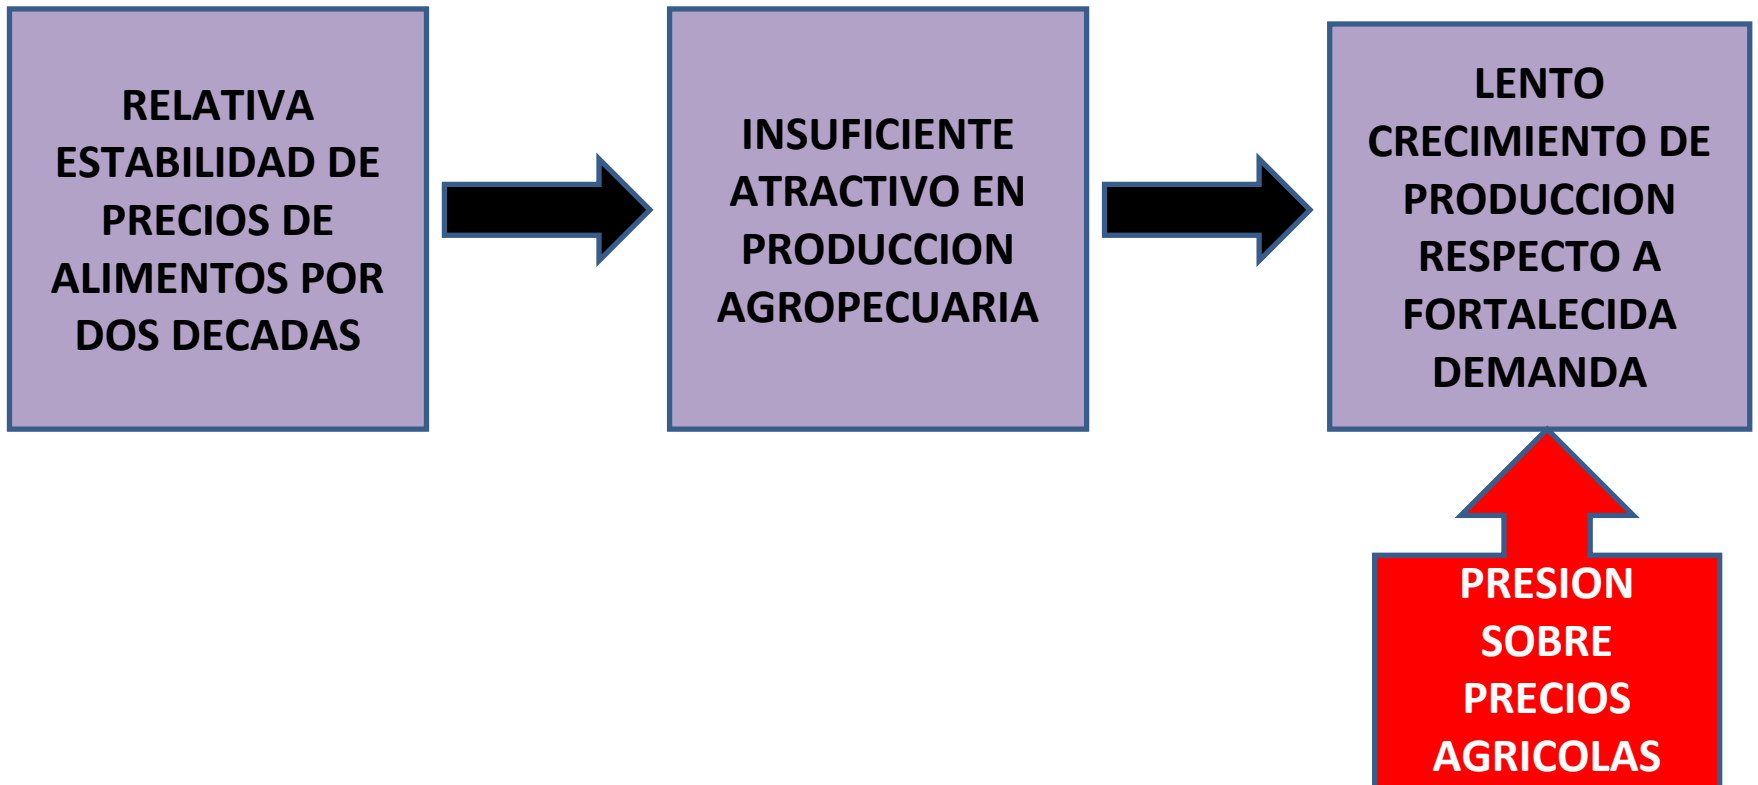 RELATIVA
ESTABILIDAD DE
PRECIOS DE
ALIMENTOS POR
DOS DECADAS
INSUFICIENTE
ATRACTIVO EN
PRODUCCION
AGROPECUARIA
LENTO
CRECIMIENTO DE
PRODUCCION
RESPECTO A
FORTALECIDA
DEMANDA
PRESION
SOBRE
PRECIOS
AGRICOLAS